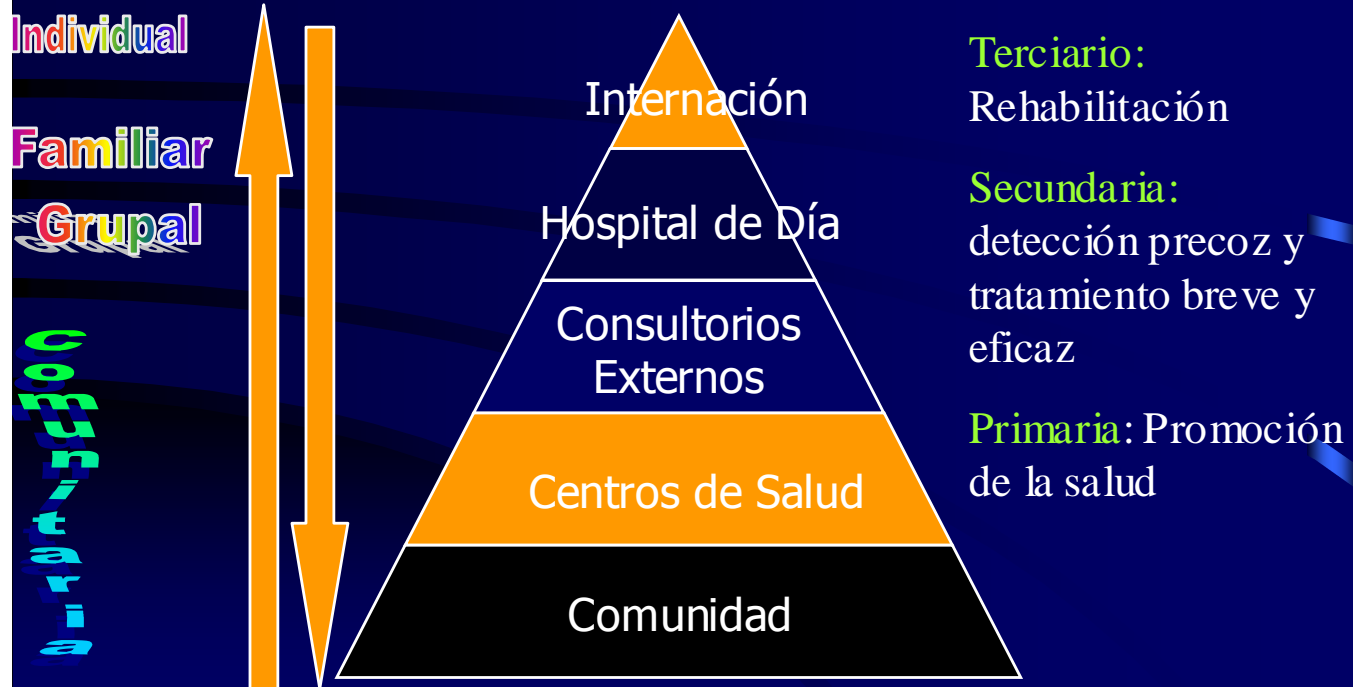 Individual
Familiar
Grupal
Comunitaria
Internación
Hospital de Día
Consultorios
Externos
Centros de Salud
Comunidad
Terciario:
Rehabilitación
Secundaria:
detección precoz y
tratamiento breve y
eficaz
Primaria: Promoción
de la salud